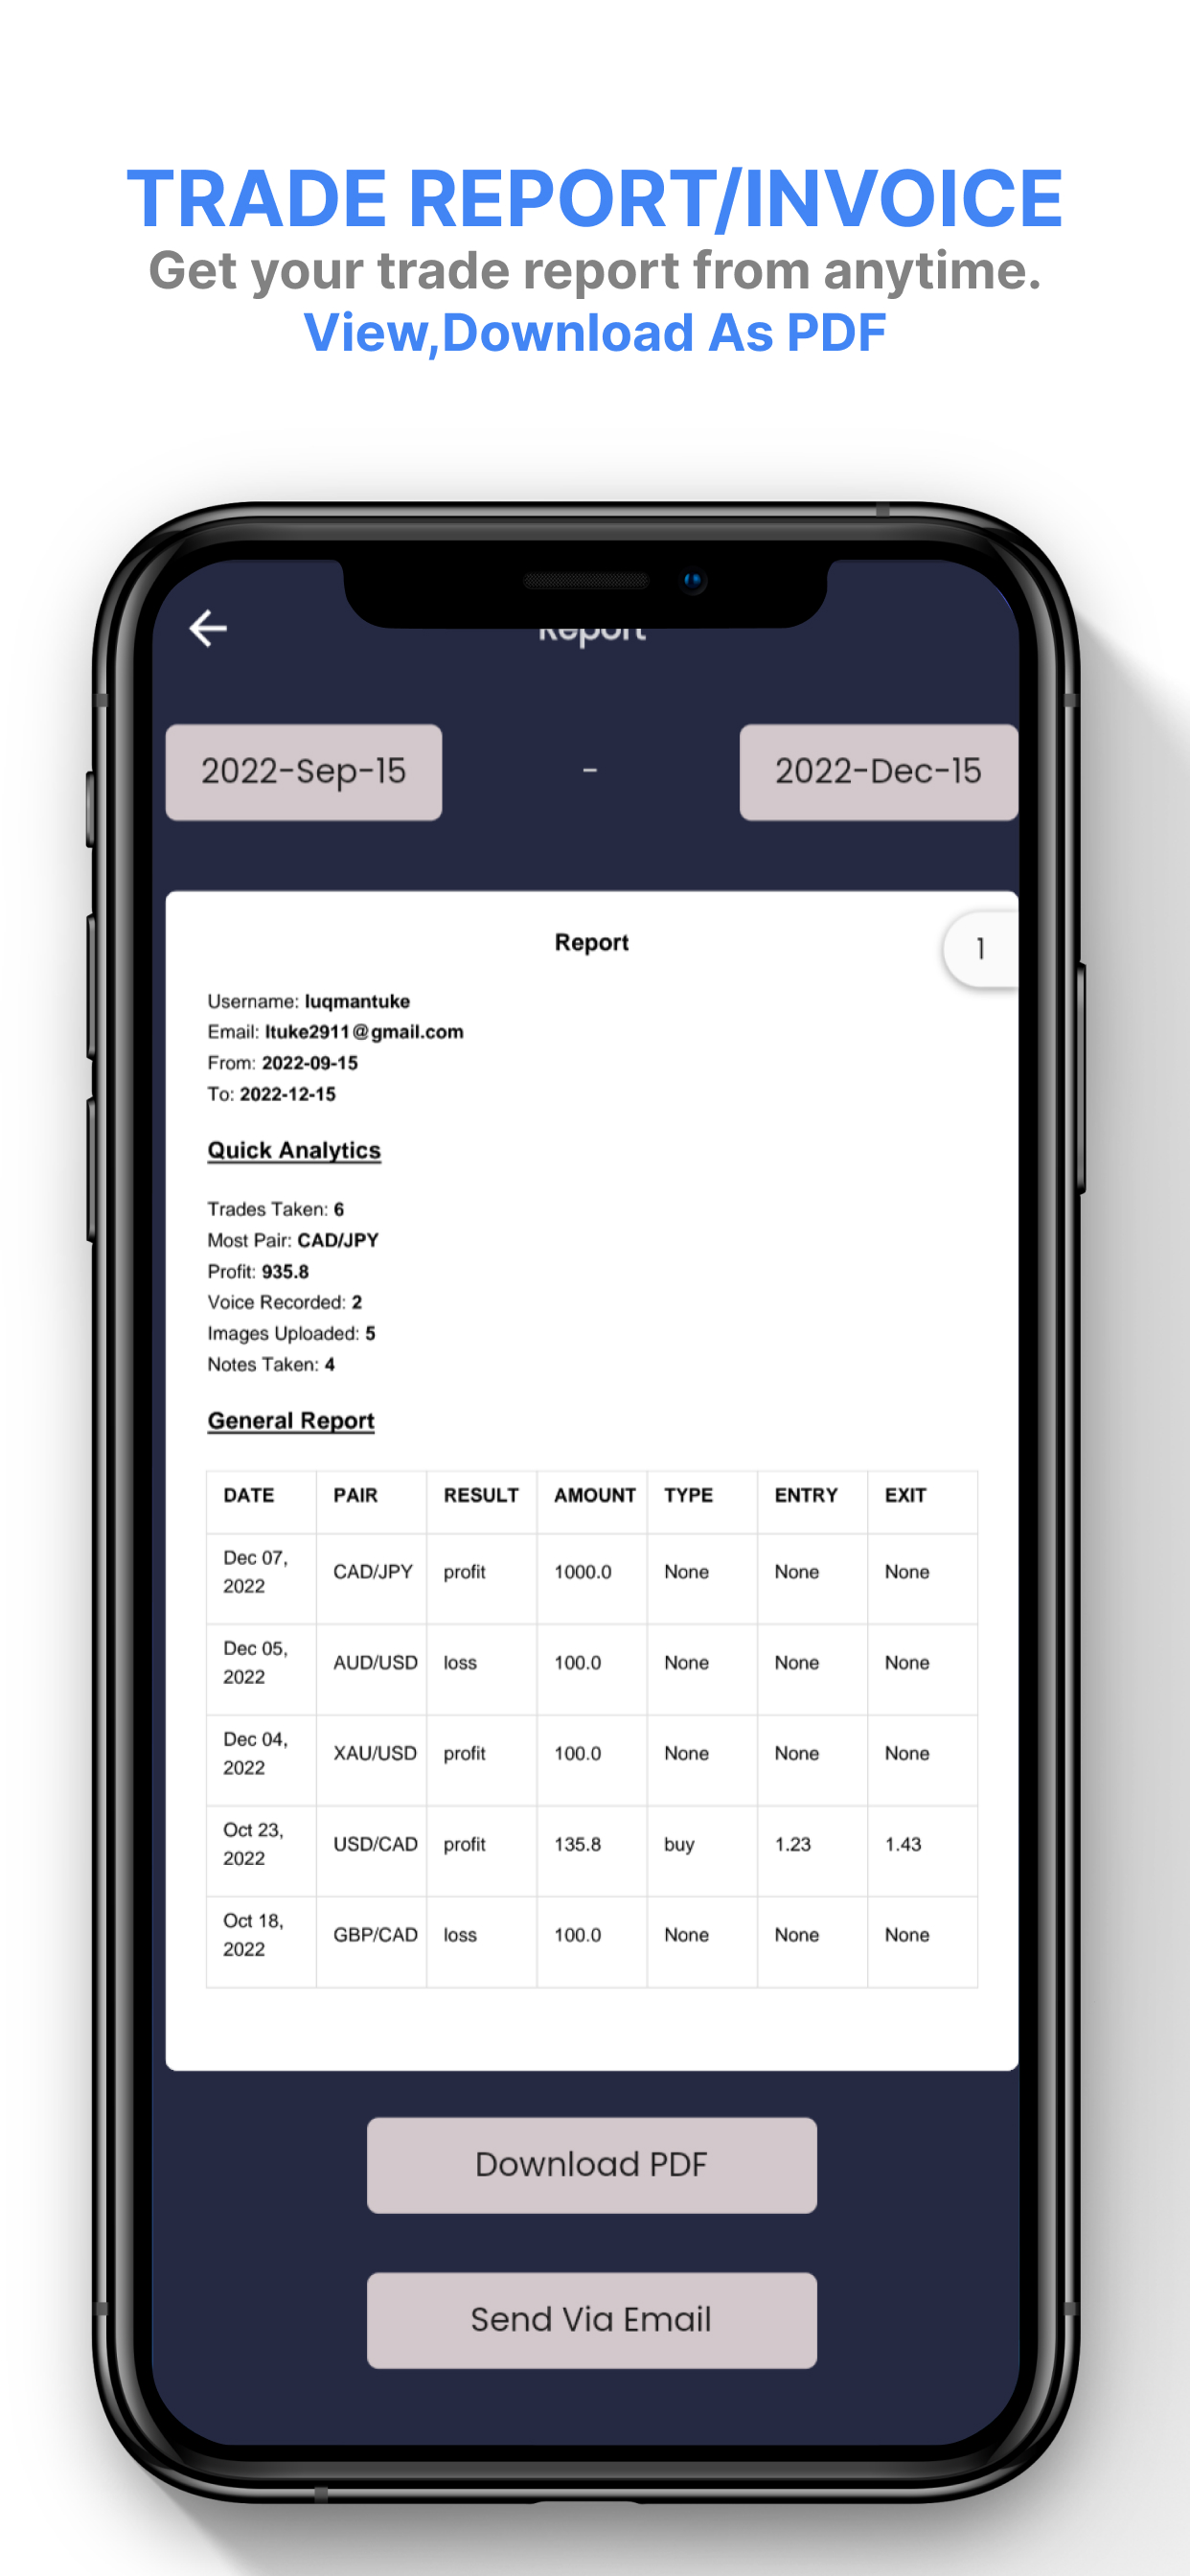 TRADE REPORT/INVOICE
Get your trade report from anytime.
View,Download As PDF
Report
2022-Sep-15 - 2022-Dec-15
Report
1
Username: luqmantuke
Email: ltuke2911@gmail.com
From: 2022-09-15
To: 2022-12-15
Quick Analytics
Trades Taken: 6
Most Pair: CAD/JPY
Profit: 935.8
Voice Recorded: 2
Images Uploaded: 5
Notes Taken: 4
General Report
DATE PAIR RESULT AMOUNT TYPE ENTRY EXIT
Dec 07, 2022 CAD/JPY profit 1000.0 None None None
Dec 05, 2022 AUD/USD loss 100.0 None None None
Dec 04, 2022 XAU/USD profit 100.0 None None None
Oct 23, 2022 USD/CAD profit 135.8 buy 1.23 1.43
Oct 18, 2022 GBP/CAD loss 100.0 None None None
Download PDF
Send Via Email